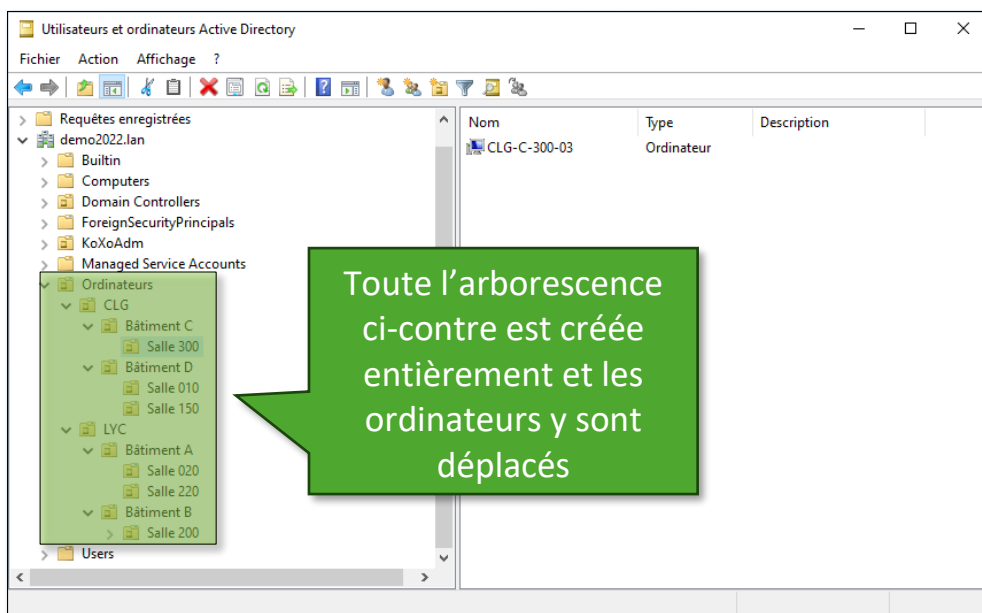 Utilisateurs et ordinateurs Active Directory
Fichier Action Affichage ?
Requêtes enregistrées
demo2022.lan
Builtin
Computers
Domain Controllers
ForeignSecurityPrincipals
KoXoAdm
Managed Service Accounts
Ordinateurs
CLG
Bâtiment C
Salle 300
Bâtiment D
Salle 010
Salle 150
LYC
Bâtiment A
Salle 020
Salle 220
Bâtiment B
Salle 200
Users
Nom Type Description
CLG-C-300-03 Ordinateur
Toute l’arborescence
ci-contre est créée
entièrement et les
ordinateurs y sont
déplacés